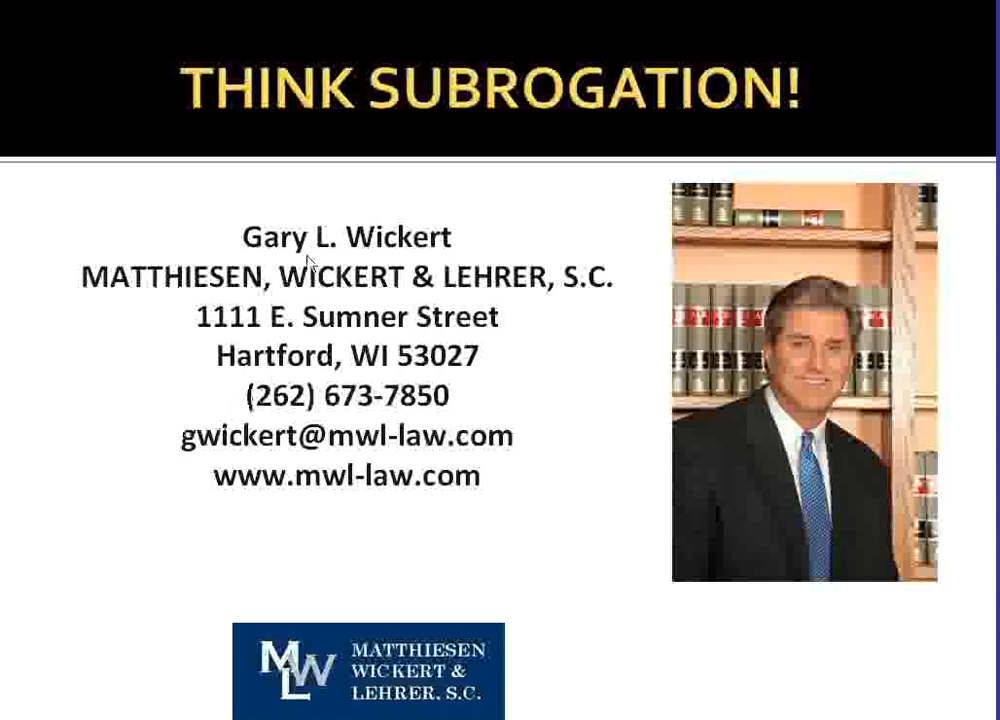 THINK SUBROGATION!
Gary L. Wickert
MATTHIESEN, WICKERT & LEHRER, S.C.
1111 E. Sumner Street
Hartford, WI 53027
(262) 673-7850
gwickert@mwl-law.com
www.mwl-law.com
MWL
MATTHIESEN
WICKERT &
LEHRER, S.C.